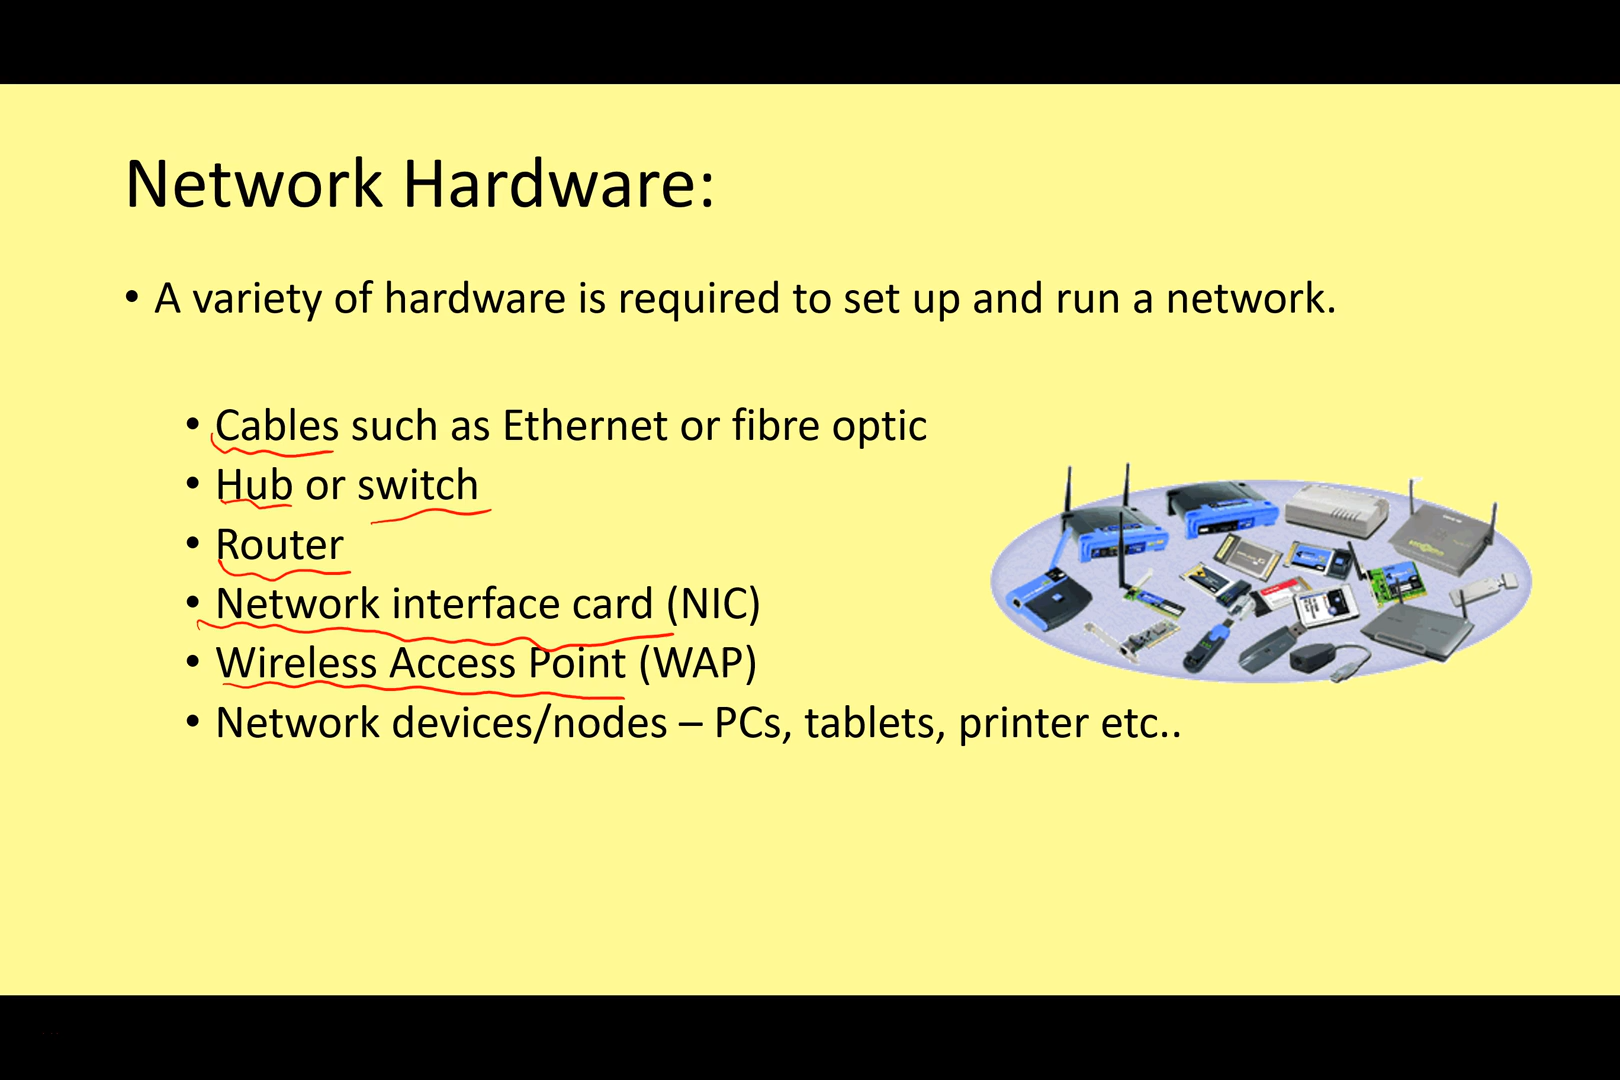 Network Hardware:
• A variety of hardware is required to set up and run a network.
• Cables such as Ethernet or fibre optic
• Hub or switch
• Router
• Network interface card (NIC)
• Wireless Access Point (WAP)
• Network devices/nodes – PCs, tablets, printer etc..